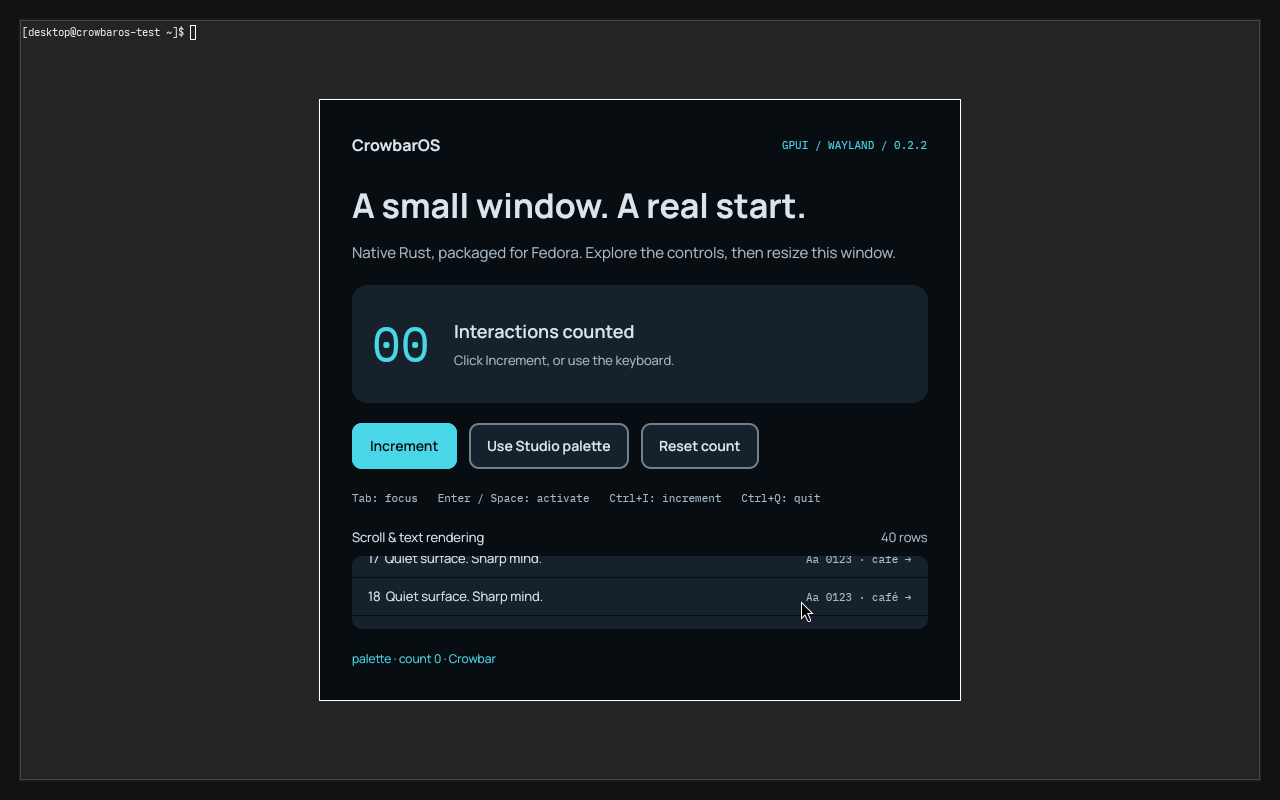 [desktop@crowbaros-test ~]$
CrowbarOS
GPUI / WAYLAND / 0.2.2
A small window. A real start.
Native Rust, packaged for Fedora. Explore the controls, then resize this window.
00
Interactions counted
Click Increment, or use the keyboard.
Increment
Use Studio palette
Reset count
Tab: focus   Enter / Space: activate   Ctrl+I: increment   Ctrl+Q: quit
Scroll & text rendering
40 rows
17 Quiet surface. Sharp mind.
Aa 0123 · café →
18 Quiet surface. Sharp mind.
Aa 0123 · café →
palette · count 0 · Crowbar